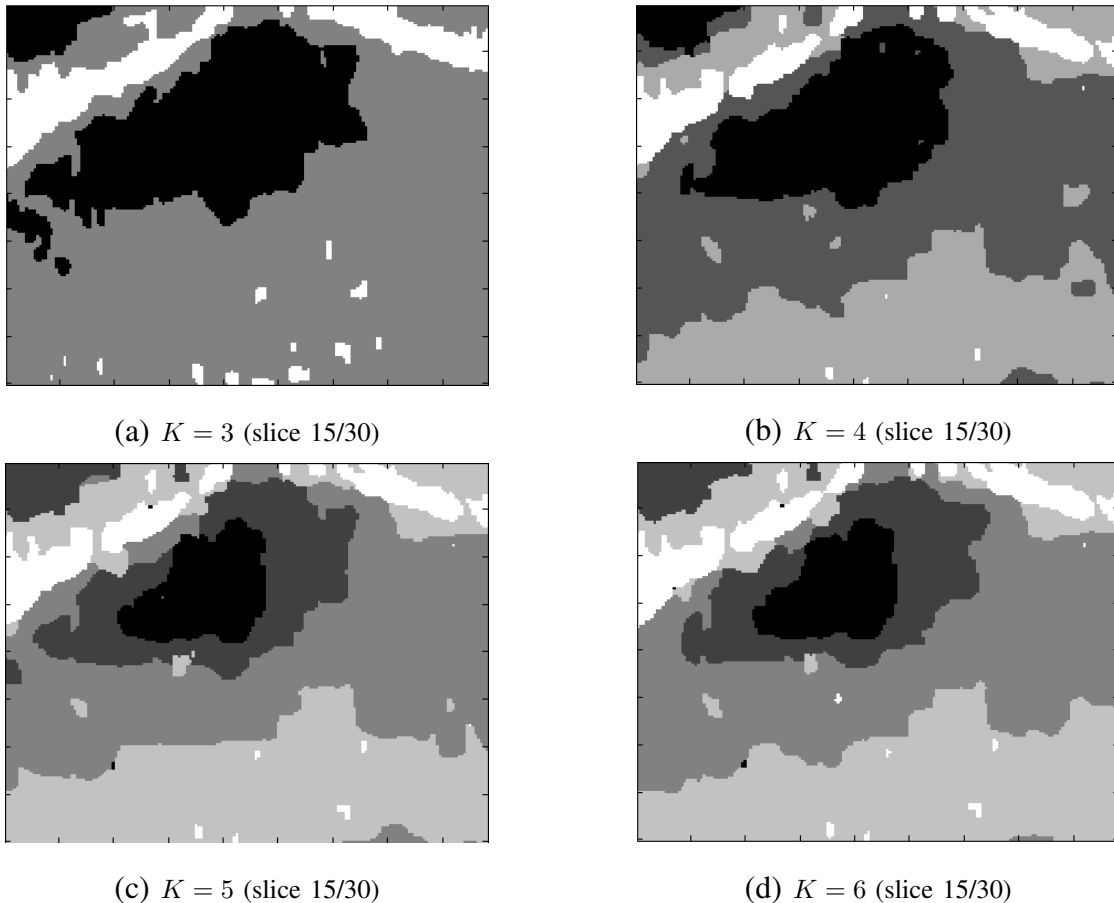 (a) K = 3 (slice 15/30)
(b) K = 4 (slice 15/30)
(c) K = 5 (slice 15/30)
(d) K = 6 (slice 15/30)